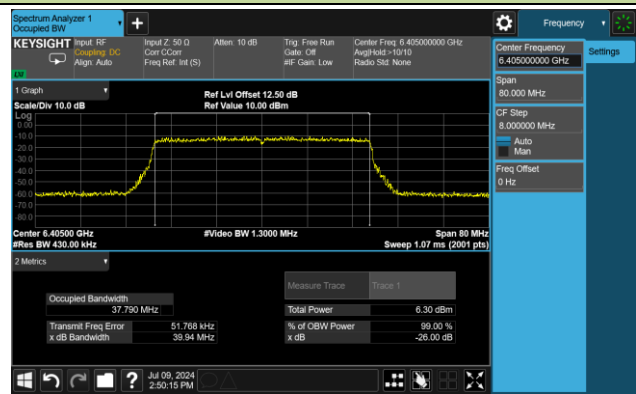 Spectrum Analyzer 1
Occupied BW
+
Frequency
KEYSIGHT
Input: RF
Coupling: DC
Align: Auto
Input Z: 50 Ω
Corr CCorr
Freq Ref: Int (S)
Atten: 10 dB
Trig: Free Run
Gate: Off
#IF Gain: Low
Center Freq: 6.405000000 GHz
Avg|Hold:>10/10
Radio Std: None
Center Frequency
6.405000000 GHz
Settings
Span
80.000 MHz
CF Step
8.000000 MHz
Auto
Man
Freq Offset
0 Hz
1 Graph
Scale/Div 10.0 dB
Ref Lvl Offset 12.50 dB
Ref Value 10.00 dBm
Log
0.00
-10.0
-20.0
-30.0
-40.0
-50.0
-60.0
-70.0
-80.0
Center 6.40500 GHz
#Res BW 430.00 kHz
#Video BW 1.3000 MHz
Span 80 MHz
Sweep 1.07 ms (2001 pts)
2 Metrics
Measure Trace
Trace 1
Occupied Bandwidth
37.790 MHz
Total Power
6.30 dBm
Transmit Freq Error
51.768 kHz
% of OBW Power
99.00 %
x dB Bandwidth
39.94 MHz
x dB
-26.00 dB
?
Jul 09, 2024
2:50:15 PM